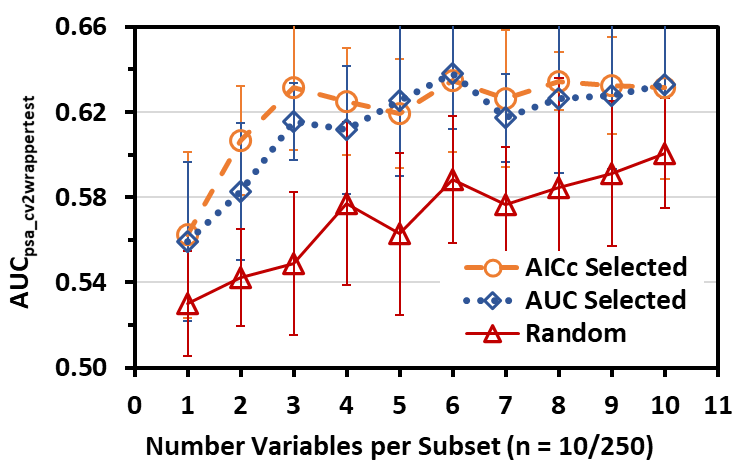 0.66
0.62
0.58
0.54
0.50
AUCpsa_cv2wrappertest
AICc Selected
AUC Selected
Random
0 1 2 3 4 5 6 7 8 9 10 11
Number Variables per Subset (n = 10/250)